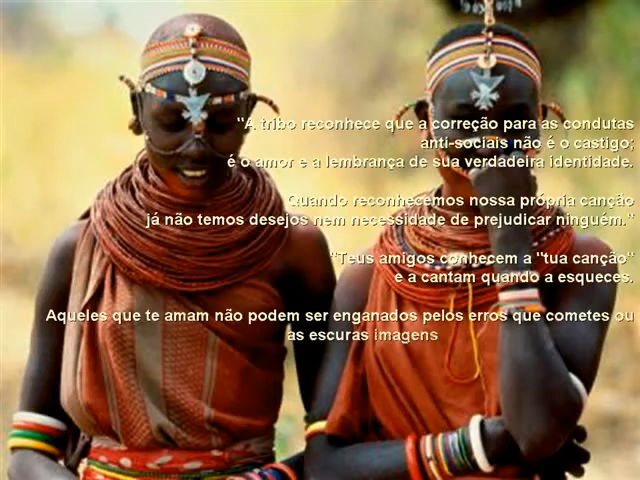 "A tribo reconhece que a correção para as condutas
anti-sociais não é o castigo;
é o amor e a lembrança de sua verdadeira identidade.
Quando reconhecemos nossa própria canção
já não temos desejos nem necessidade de prejudicar ninguém."
"Teus amigos conhecem a "tua canção"
e a cantam quando a esqueces.
Aqueles que te amam não podem ser enganados pelos erros que cometes ou
as escuras imagens